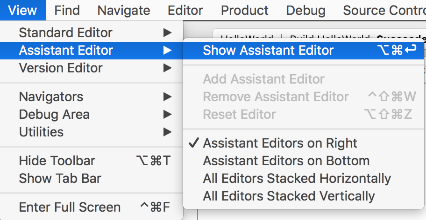 View Find Navigate Editor Product Debug Source Contro
Standard Editor
Assistant Editor
Version Editor
Navigators
Debug Area
Utilities
Hide Toolbar ⌥⌘T
Show Tab Bar
Enter Full Screen ^⌘F
Show Assistant Editor ⌥⌘↩
Add Assistant Editor
Remove Assistant Editor ^⇧⌘W
Reset Editor ⌥⇧⌘Z
✓ Assistant Editors on Right
Assistant Editors on Bottom
All Editors Stacked Horizontally
All Editors Stacked Vertically